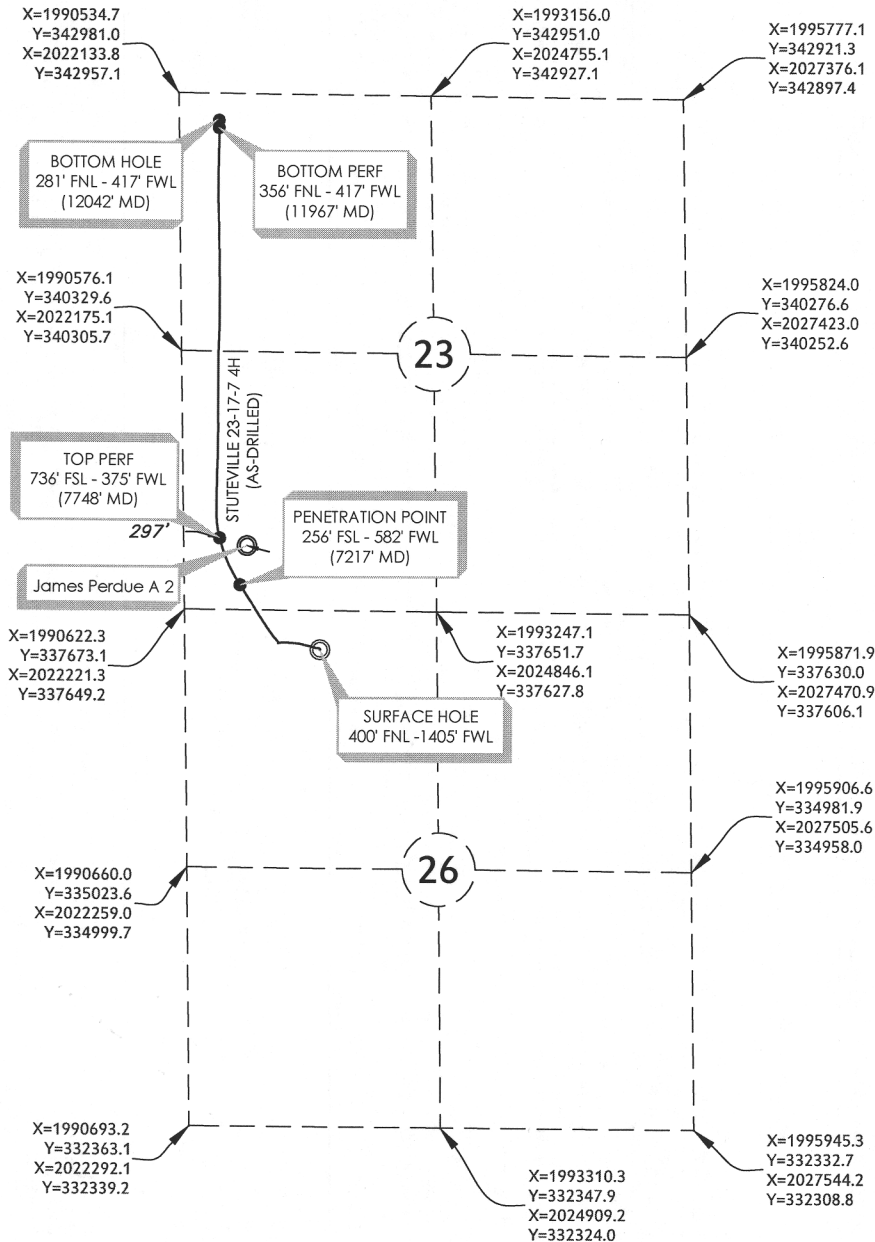 X=1990534.7
Y=342981.0
X=2022133.8
Y=342957.1
X=1993156.0
Y=342951.0
X=2024755.1
Y=342927.1
X=1995777.1
Y=342921.3
X=2027376.1
Y=342897.4
BOTTOM HOLE
281' FNL - 417' FWL
(12042' MD)
BOTTOM PERF
356' FNL - 417' FWL
(11967' MD)
X=1990576.1
Y=340329.6
X=2022175.1
Y=340305.7
X=1995824.0
Y=340276.6
X=2027423.0
Y=340252.6
23
STUTEVILLE 23-17-7 4H
(AS-DRILLED)
TOP PERF
736' FSL - 375' FWL
(7748' MD)
297'
PENETRATION POINT
256' FSL - 582' FWL
(7217' MD)
James Perdue A 2
X=1990622.3
Y=337673.1
X=2022221.3
Y=337649.2
X=1993247.1
Y=337651.7
X=2024846.1
Y=337627.8
X=1995871.9
Y=337630.0
X=2027470.9
Y=337606.1
SURFACE HOLE
400' FNL -1405' FWL
X=1995906.6
Y=334981.9
X=2027505.6
Y=334958.0
26
X=1990660.0
Y=335023.6
X=2022259.0
Y=334999.7
X=1990693.2
Y=332363.1
X=2022292.1
Y=332339.2
X=1993310.3
Y=332347.9
X=2024909.2
Y=332324.0
X=1995945.3
Y=332332.7
X=2027544.2
Y=332308.8